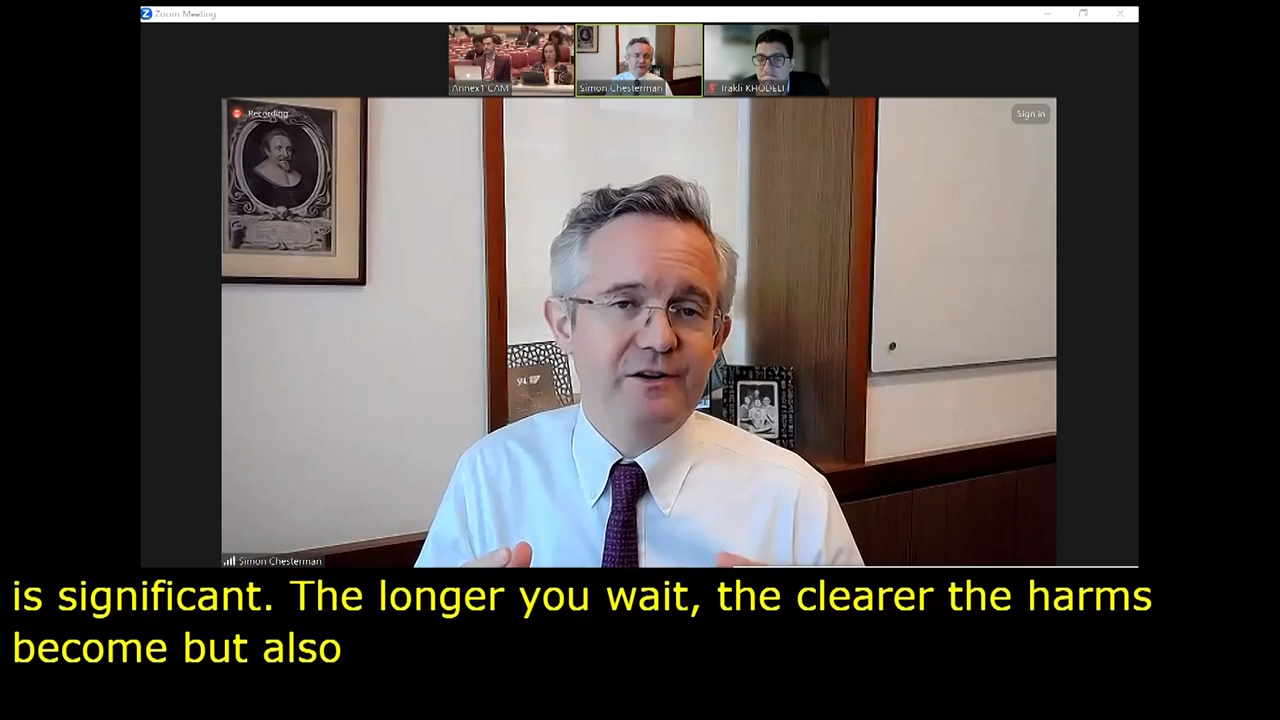 Zoom Meeting
Annex1 CAM
Simon Chesterman
Irakli KHODELI
Recording
Sign in
Simon Chesterman
is significant. The longer you wait, the clearer the harms
become but also